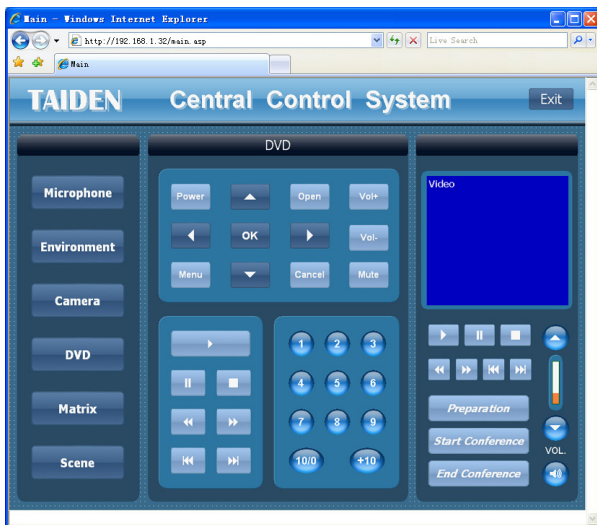 Main - Windows Internet Explorer
http://192.168.1.32/main.asp
Live Search
Main
TAIDEN Central Control System Exit
DVD
Microphone
Environment
Camera
DVD
Matrix
Scene
Power Open Vol+
OK Vol-
Menu Cancel Mute
1 2 3
4 5 6
7 8 9
10/0 +10
Video
Preparation
Start Conference
End Conference
VOL.